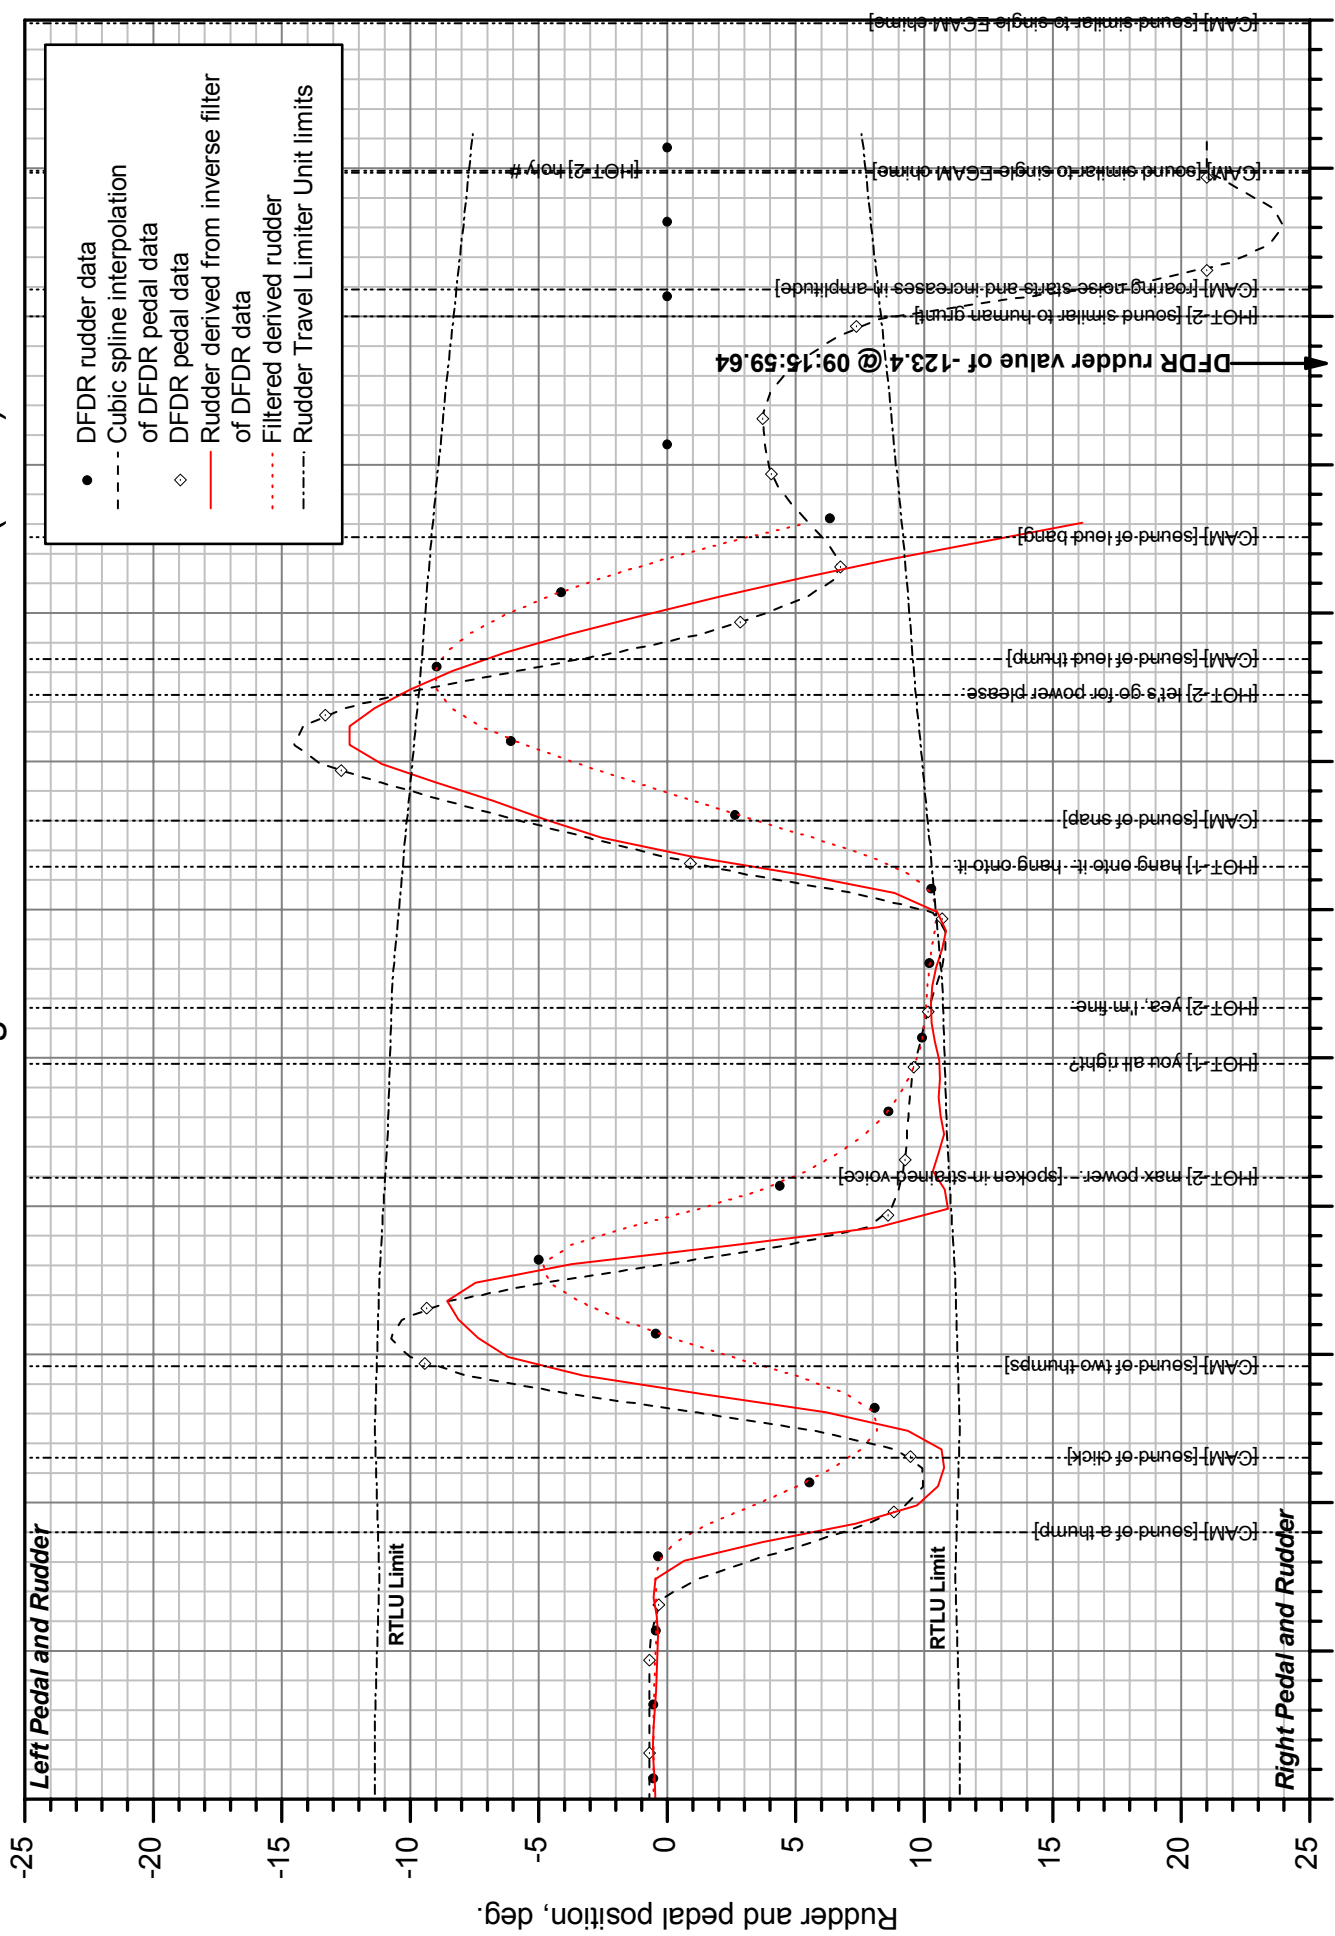 Left Pedal and Rudder
DFDR rudder data
Cubic spline interpolation
of DFDR pedal data
DFDR pedal data
Rudder derived from inverse filter
of DFDR data
Filtered derived rudder
Rudder Travel Limiter Unit limits
RTLU Limit
RTLU Limit
Right Pedal and Rudder
-25
-20
-15
-10
-5
0
5
10
15
20
25
Rudder and pedal position, deg.
[CAM] [sound of a thump]
[CAM] [sound of click]
[CAM] [sound of two thumps]
[HOT-2] max power. [spoken in strained voice]
[HOT-1] you all right?
[HOT-2] yea, I'm fine.
[HOT-1] hang onto it. hang onto it.
[CAM] [sound of snap]
[HOT-2] let's go for power please.
[CAM] [sound of loud thump]
[CAM] [sound of loud bang]
DFDR rudder value of -123.4 @ 09:15:59.64
[HOT-2] [sound similar to human grunt]
[CAM] [roaring noise starts and increases in amplitude]
[HOT-2] holy #
[CAM] [sound similar to single ECAM chime]
[CAM] [sound similar to single ECAM chime]